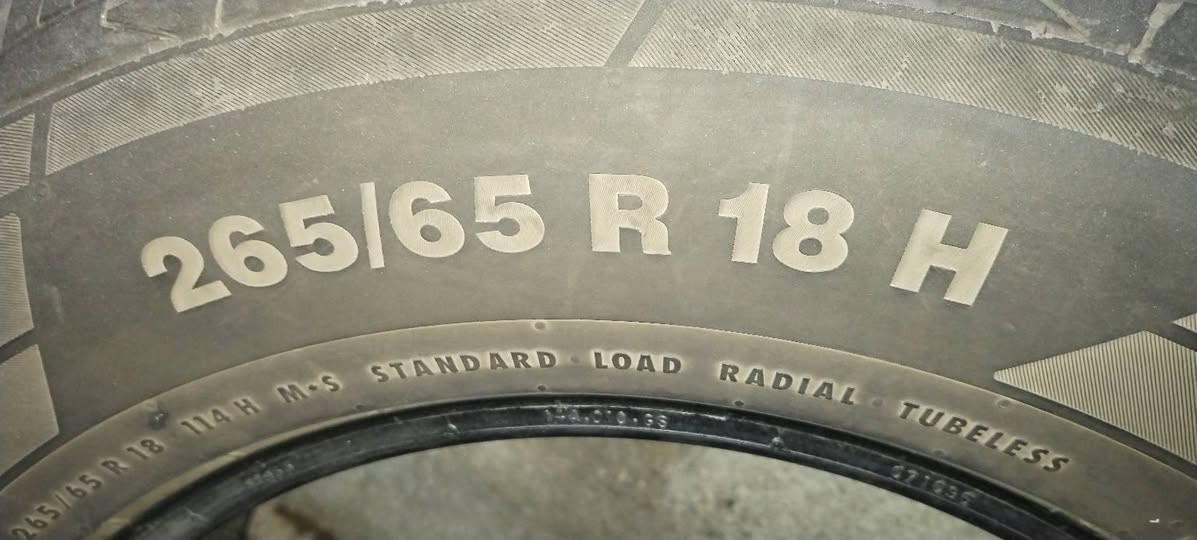 265/65 R 18 H
265/65 R 18 114 H M+S STANDARD LOAD RADIAL TUBELESS